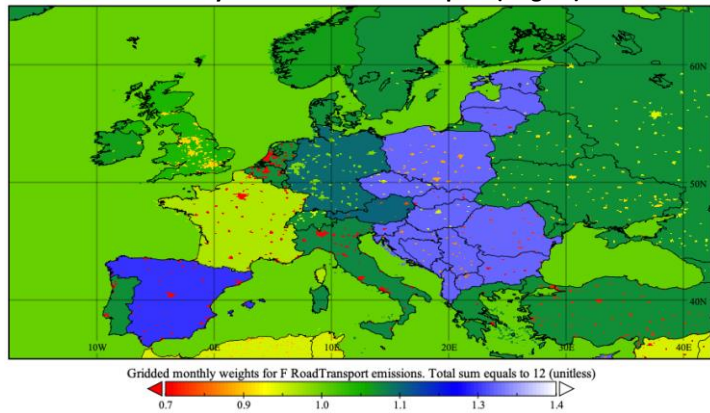 60N
50N
40N
10W 0E 10E 20E 30E 40E
Gridded monthly weights for F RoadTransport emissions. Total sum equals to 12 (unitless)
0.7 0.9 1.0 1.1 1.3 1.4